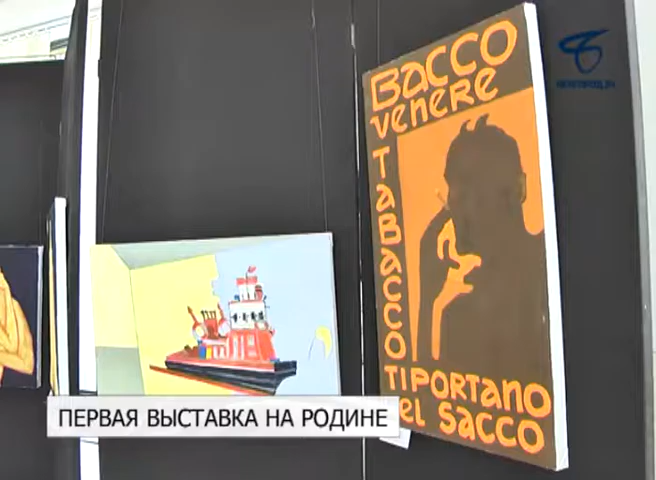 BACCO
venere
TABACCO
TIPORTANO
el SACCO
ПЕРВАЯ ВЫСТАВКА НА РОДИНЕ